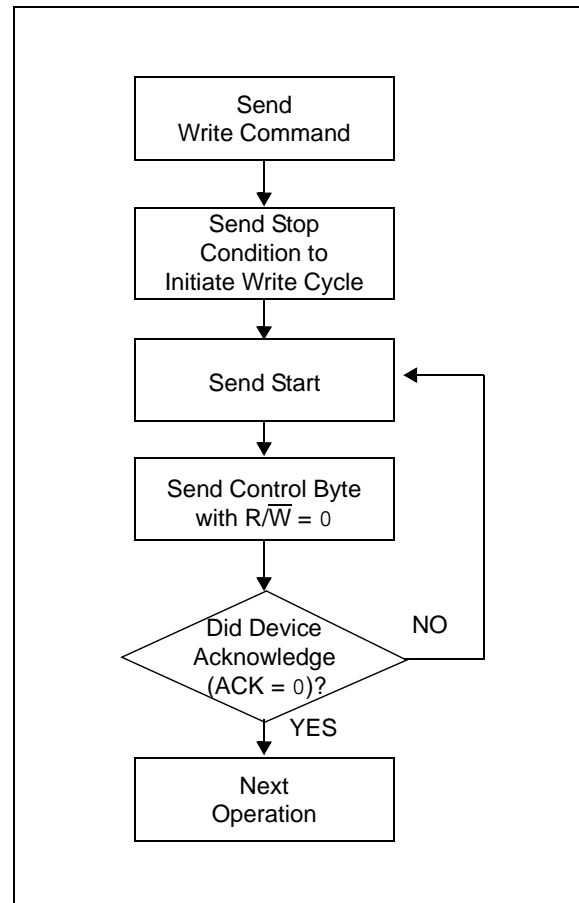 Send
Write Command
Send Stop
Condition to
Initiate Write Cycle
Send Start
Send Control Byte
with R/W̅ = 0
Did Device
Acknowledge
(ACK = 0)?
NO
YES
Next
Operation